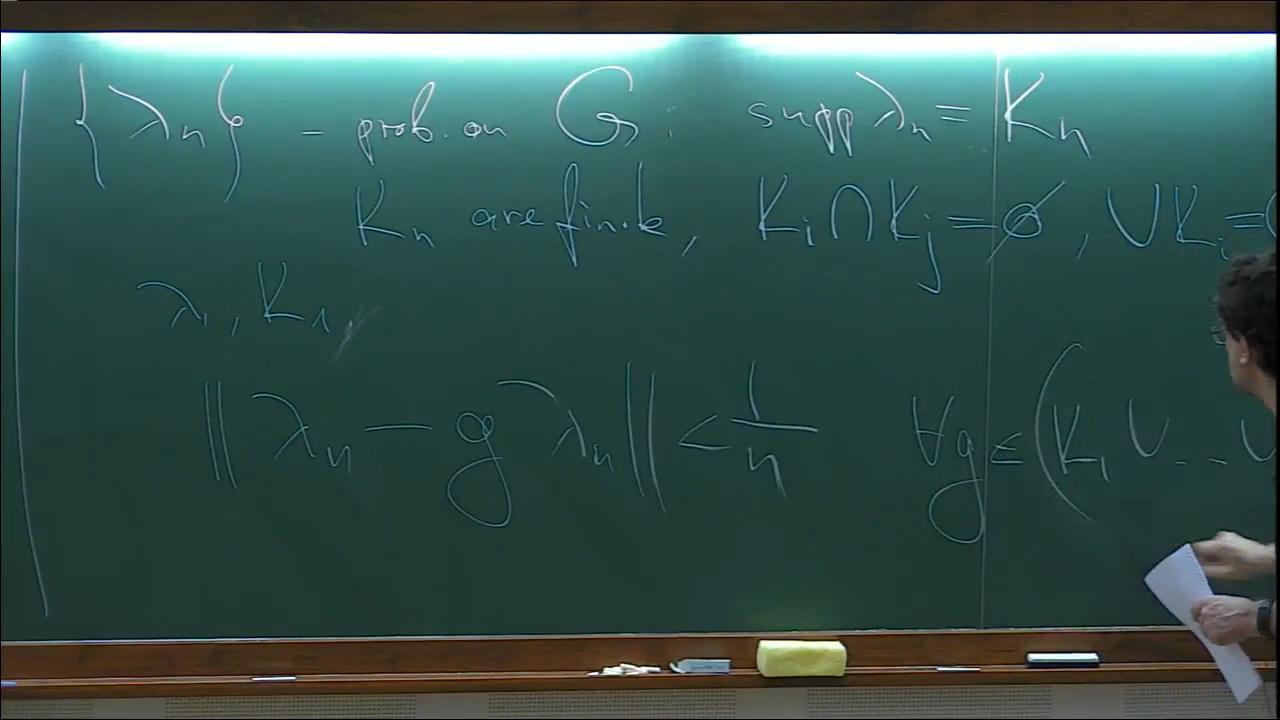 {λₙ} – prob. on G: supp λₙ = Kₙ
Kₙ are finite, Kᵢ ∩ Kⱼ = ∅, ∪Kᵢ =
λ₁, K₁,
‖λₙ − gλₙ‖ < 1/n ∀g ∈ (K₁ ∪ .. ∪